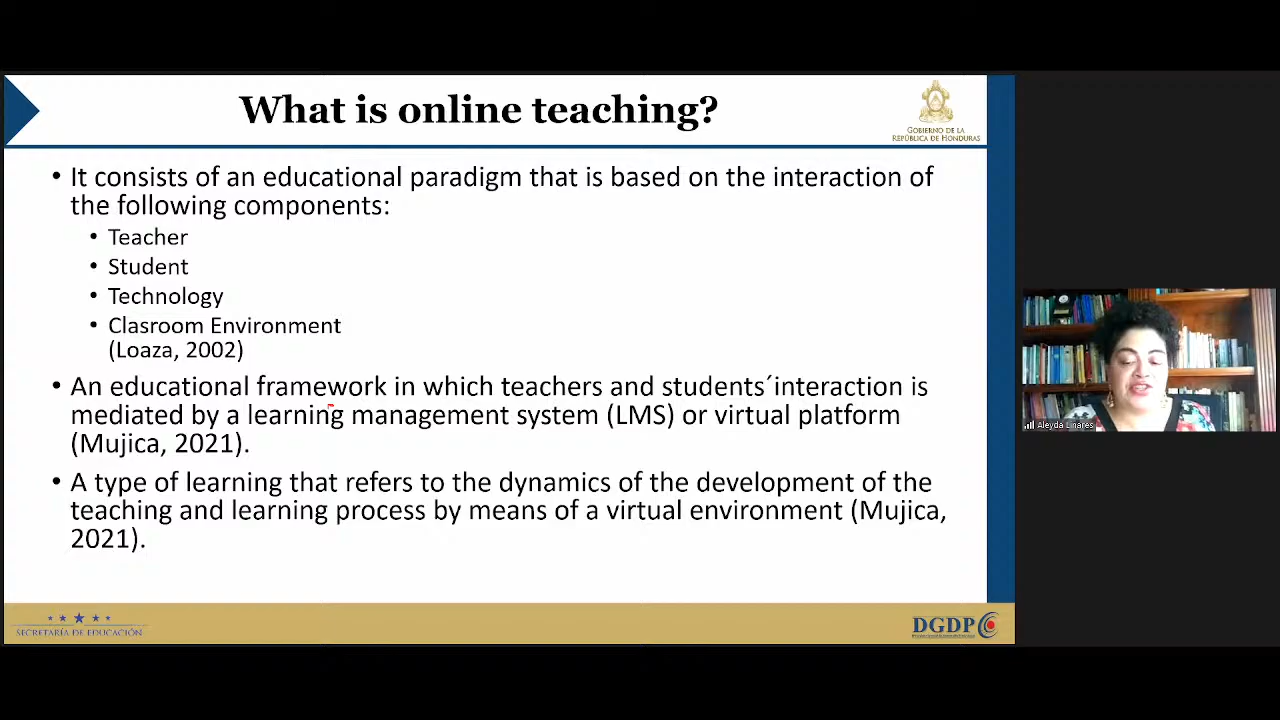 What is online teaching?
GOBIERNO DE LA
REPÚBLICA DE HONDURAS
• It consists of an educational paradigm that is based on the interaction of
the following components:
• Teacher
• Student
• Technology
• Clasroom Environment
(Loaza, 2002)
• An educational framework in which teachers and students´interaction is
mediated by a learning management system (LMS) or virtual platform
(Mujica, 2021).
• A type of learning that refers to the dynamics of the development of the
teaching and learning process by means of a virtual environment (Mujica,
2021).
Aleyda Linares
SECRETARÍA DE EDUCACIÓN
DGDP